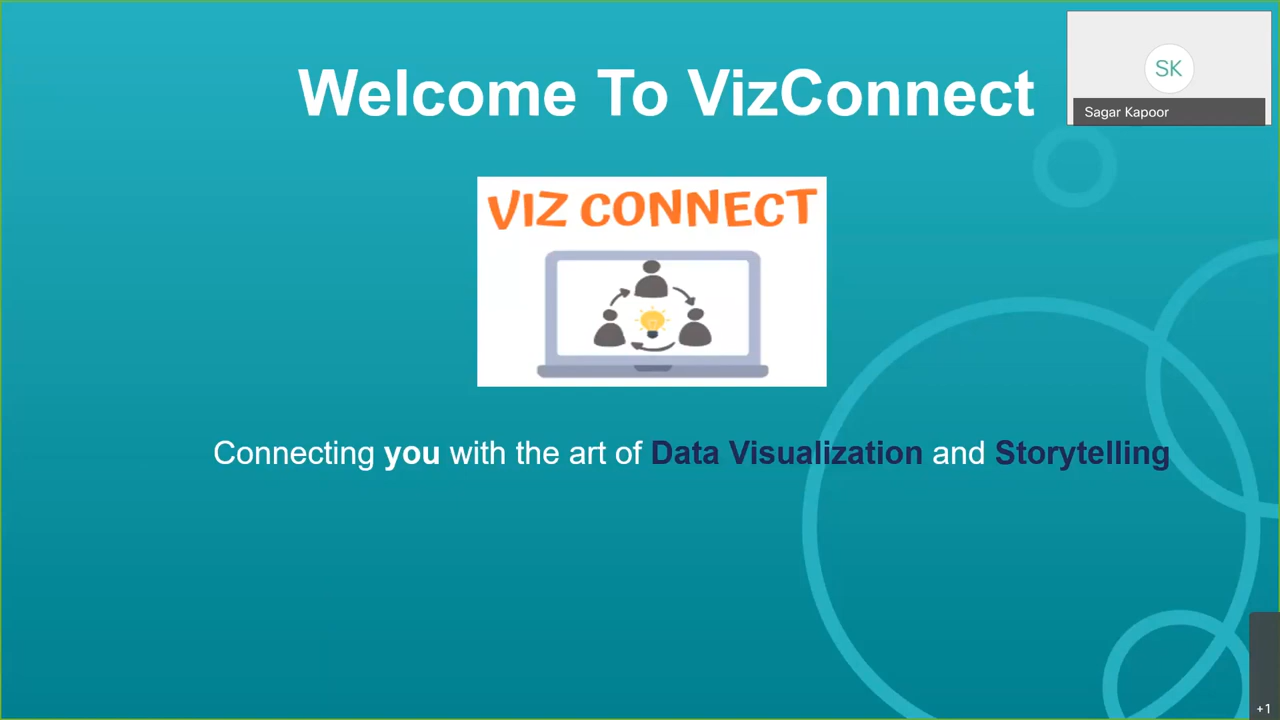 Welcome To VizConnect
SK
Sagar Kapoor
VIZ CONNECT
Connecting you with the art of Data Visualization and Storytelling
+1